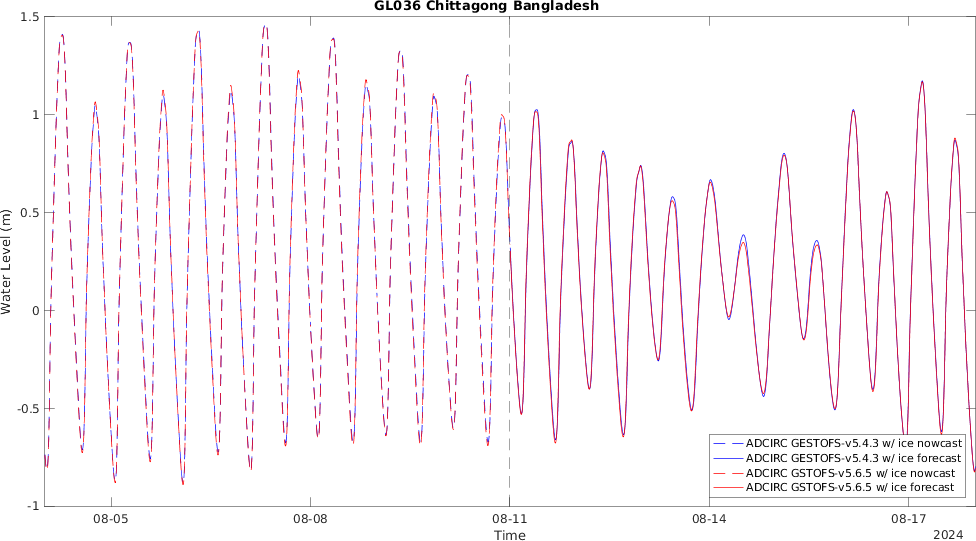 GL036 Chittagong Bangladesh
1.5
1
0.5
0
-0.5
-1
Water Level (m)
08-05
08-08
08-11
08-14
08-17
Time
2024
ADCIRC GESTOFS-v5.4.3 w/ ice nowcast
ADCIRC GESTOFS-v5.4.3 w/ ice forecast
ADCIRC GSTOFS-v5.6.5 w/ ice nowcast
ADCIRC GSTOFS-v5.6.5 w/ ice forecast